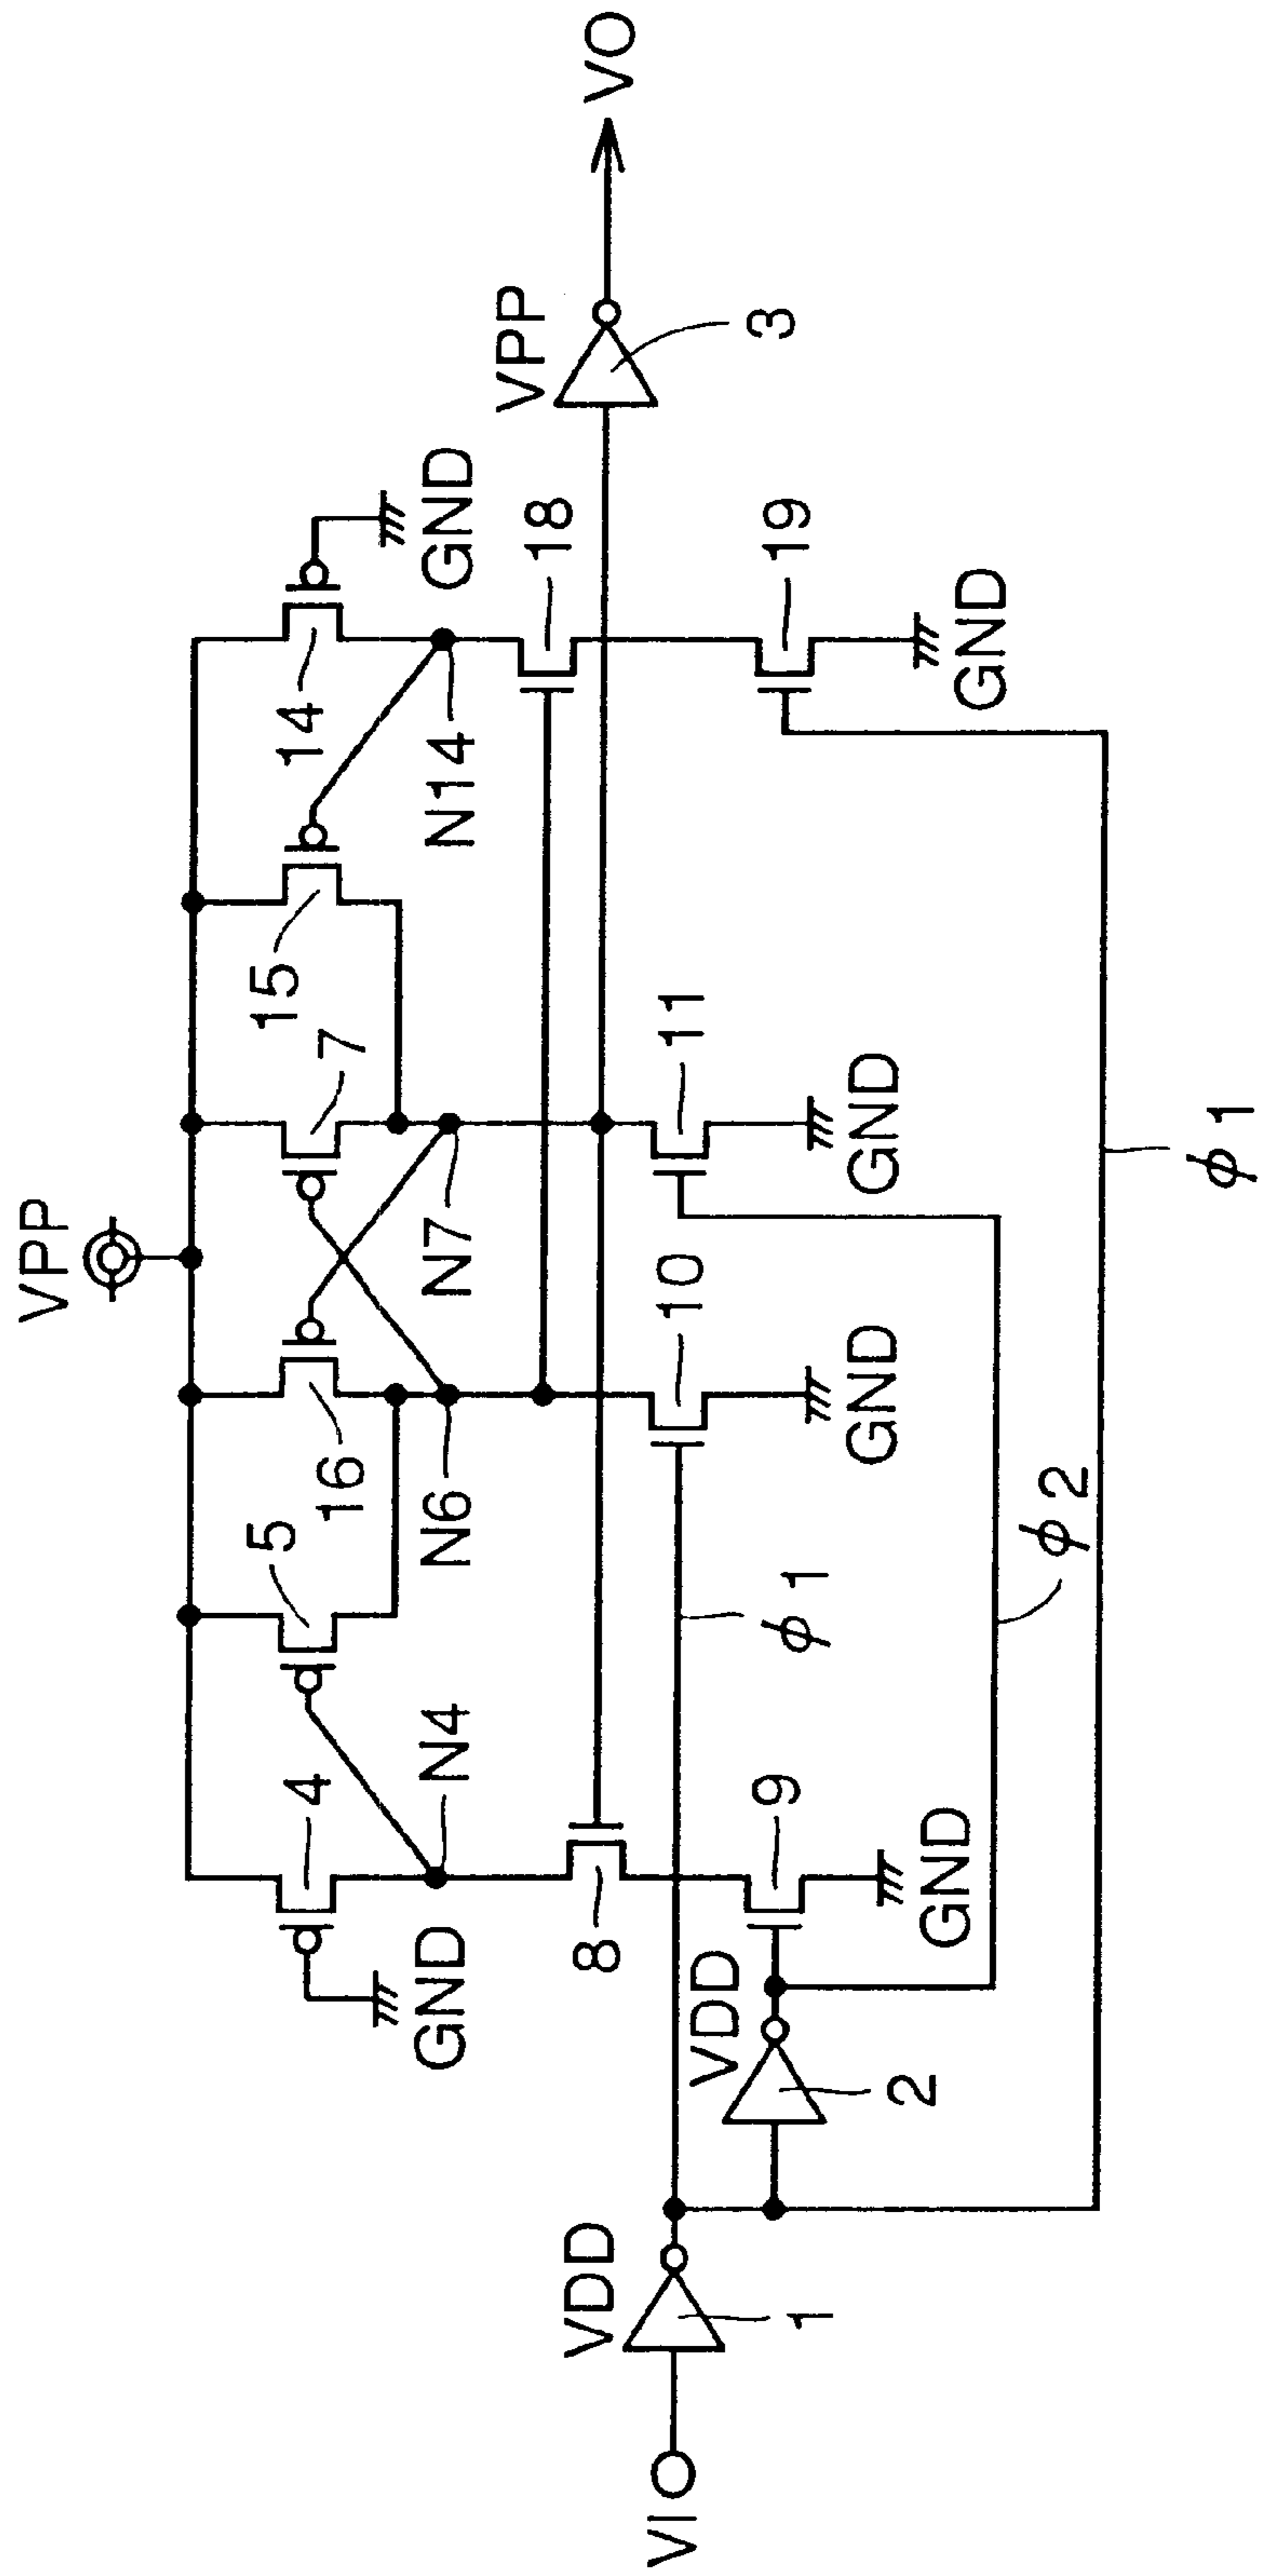 VPP
4
5
16
7
15
14
GND
N4
N6
N7
N14
GND
8
18
VPP
3
VO
VDD
VI
1
φ1
10
11
VDD
2
9
GND
GND
GND
19
GND
φ2
φ1